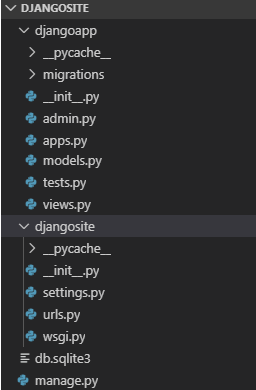 DJANGOSITE
djangoapp
__pycache__
migrations
__init__.py
admin.py
apps.py
models.py
tests.py
views.py
djangosite
__pycache__
__init__.py
settings.py
urls.py
wsgi.py
db.sqlite3
manage.py